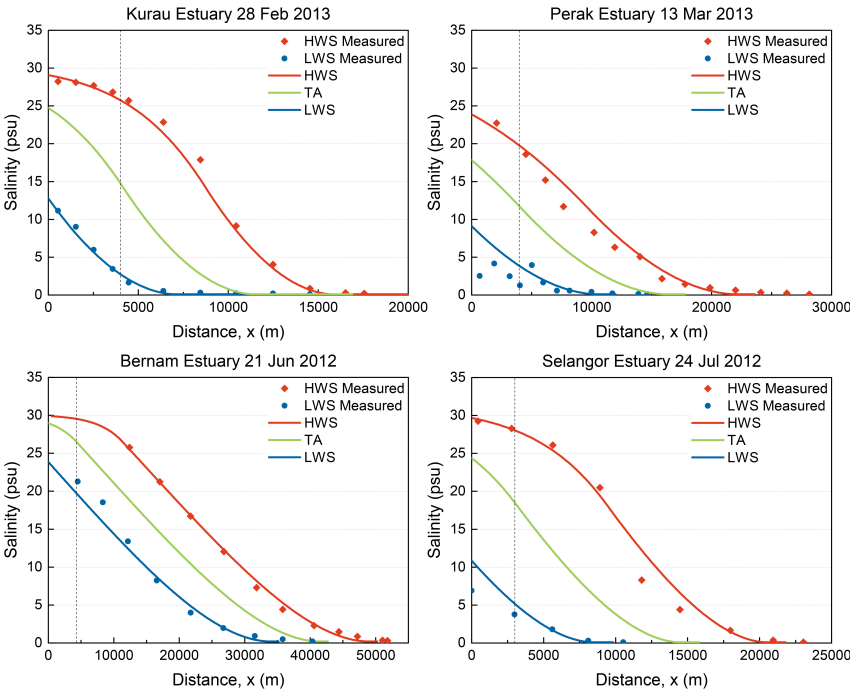 Kurau Estuary 28 Feb 2013
35
30
25
20
15
10
5
0
Salinity (psu)
HWS Measured
LWS Measured
HWS
TA
LWS
0 5000 10000 15000 20000
Distance, x (m)
Perak Estuary 13 Mar 2013
35
30
25
20
15
10
5
0
Salinity (psu)
HWS Measured
LWS Measured
HWS
TA
LWS
0 10000 20000 30000
Distance, x (m)
Bernam Estuary 21 Jun 2012
35
30
25
20
15
10
5
0
Salinity (psu)
HWS Measured
LWS Measured
HWS
TA
LWS
0 10000 20000 30000 40000 50000
Distance, x (m)
Selangor Estuary 24 Jul 2012
35
30
25
20
15
10
5
0
Salinity (psu)
HWS Measured
LWS Measured
HWS
TA
LWS
0 5000 10000 15000 20000 25000
Distance, x (m)